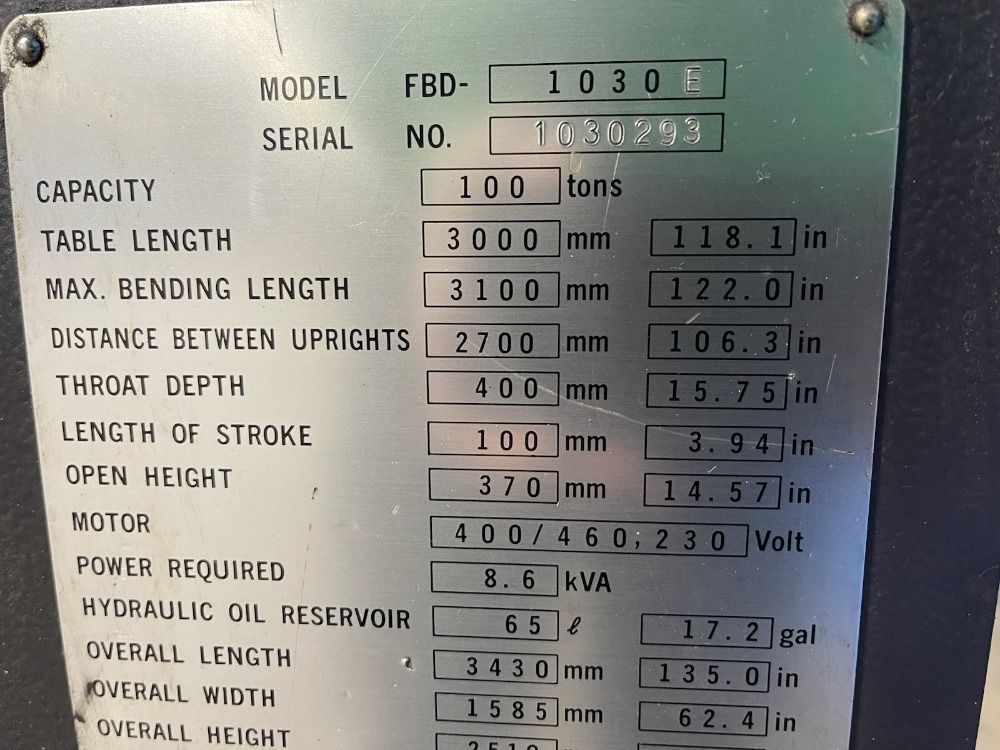 MODEL FBD- 1030E
SERIAL NO. 1030293
CAPACITY 100 tons
TABLE LENGTH 3000 mm 118.1 in
MAX. BENDING LENGTH 3100 mm 122.0 in
DISTANCE BETWEEN UPRIGHTS 2700 mm 106.3 in
THROAT DEPTH 400 mm 15.75 in
LENGTH OF STROKE 100 mm 3.94 in
OPEN HEIGHT 370 mm 14.57 in
MOTOR 400/460;230 Volt
POWER REQUIRED 8.6 kVA
HYDRAULIC OIL RESERVOIR 65 ℓ 17.2 gal
OVERALL LENGTH 3430 mm 135.0 in
OVERALL WIDTH 1585 mm 62.4 in
OVERALL HEIGHT